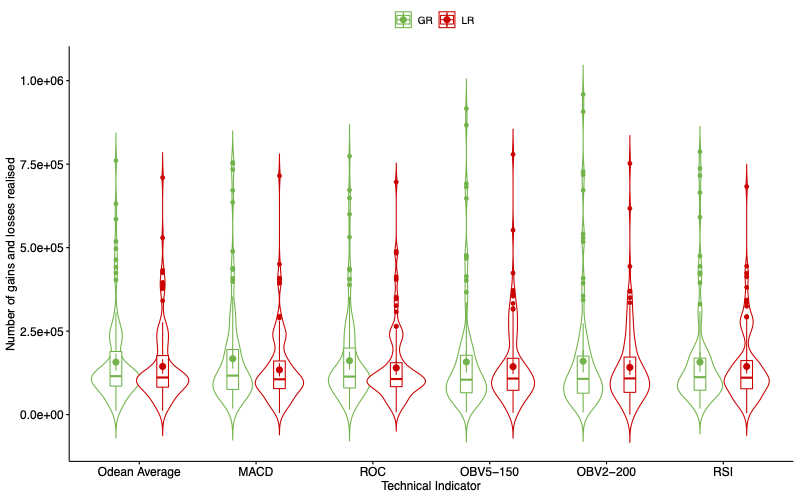 GR LR
Number of gains and losses realised
1.0e+06
7.5e+05
5.0e+05
2.5e+05
0.0e+00
Odean Average MACD ROC OBV5−150 OBV2−200 RSI
Technical Indicator